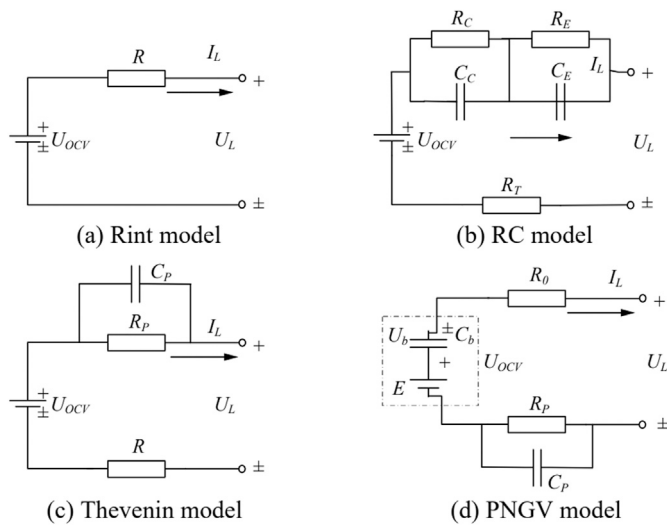 R I_L
+
+
± U_OCV U_L
±
(a) Rint model
R_C R_E
C_C C_E I_L
+
+
± U_OCV U_L
R_T
±
(b) RC model
C_P
R_P I_L
+
+
± U_OCV U_L
R
±
(c) Thevenin model
R_0 I_L
+
U_b ± C_b
+ U_OCV U_L
E
R_P
±
C_P
(d) PNGV model